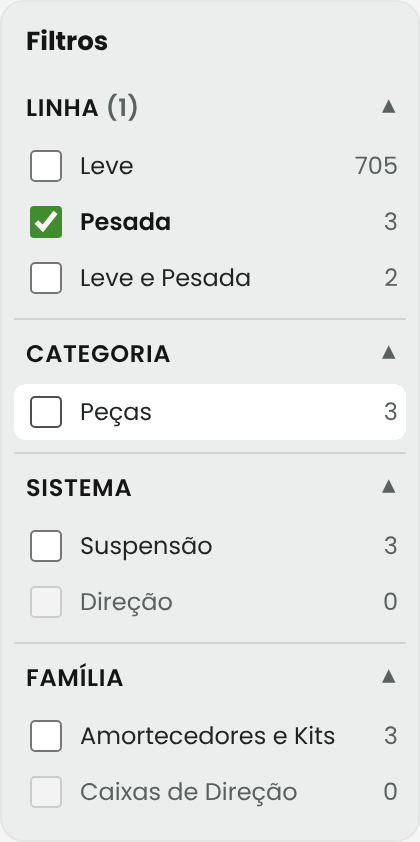 Filtros
LINHA (1) ▲
Leve 705
Pesada 3
Leve e Pesada 2
CATEGORIA ▲
Peças 3
SISTEMA ▲
Suspensão 3
Direção 0
FAMÍLIA ▲
Amortecedores e Kits 3
Caixas de Direção 0